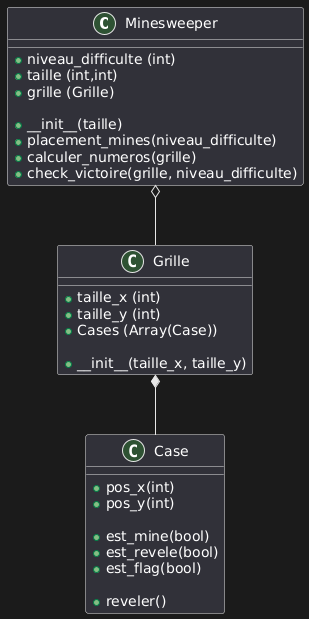 C Minesweeper
niveau_difficulte (int)
taille (int,int)
grille (Grille)
__init__(taille)
placement_mines(niveau_difficulte)
calculer_numeros(grille)
check_victoire(grille, niveau_difficulte)
C Grille
taille_x (int)
taille_y (int)
Cases (Array(Case))
__init__(taille_x, taille_y)
C Case
pos_x(int)
pos_y(int)
est_mine(bool)
est_revele(bool)
est_flag(bool)
reveler()